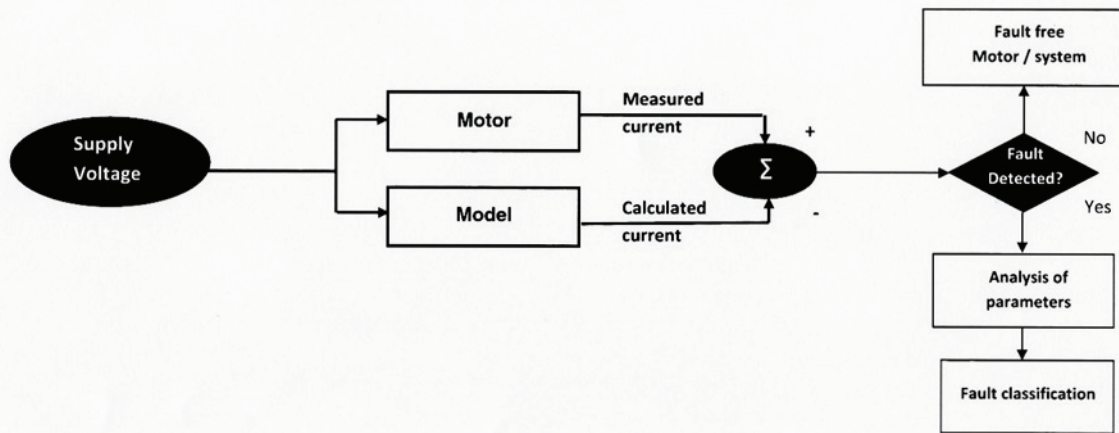 Supply
Voltage
Motor
Model
Measured
current
Calculated
current
+
Σ
-
Fault free
Motor / system
No
Fault
Detected?
Yes
Analysis of
parameters
Fault classification